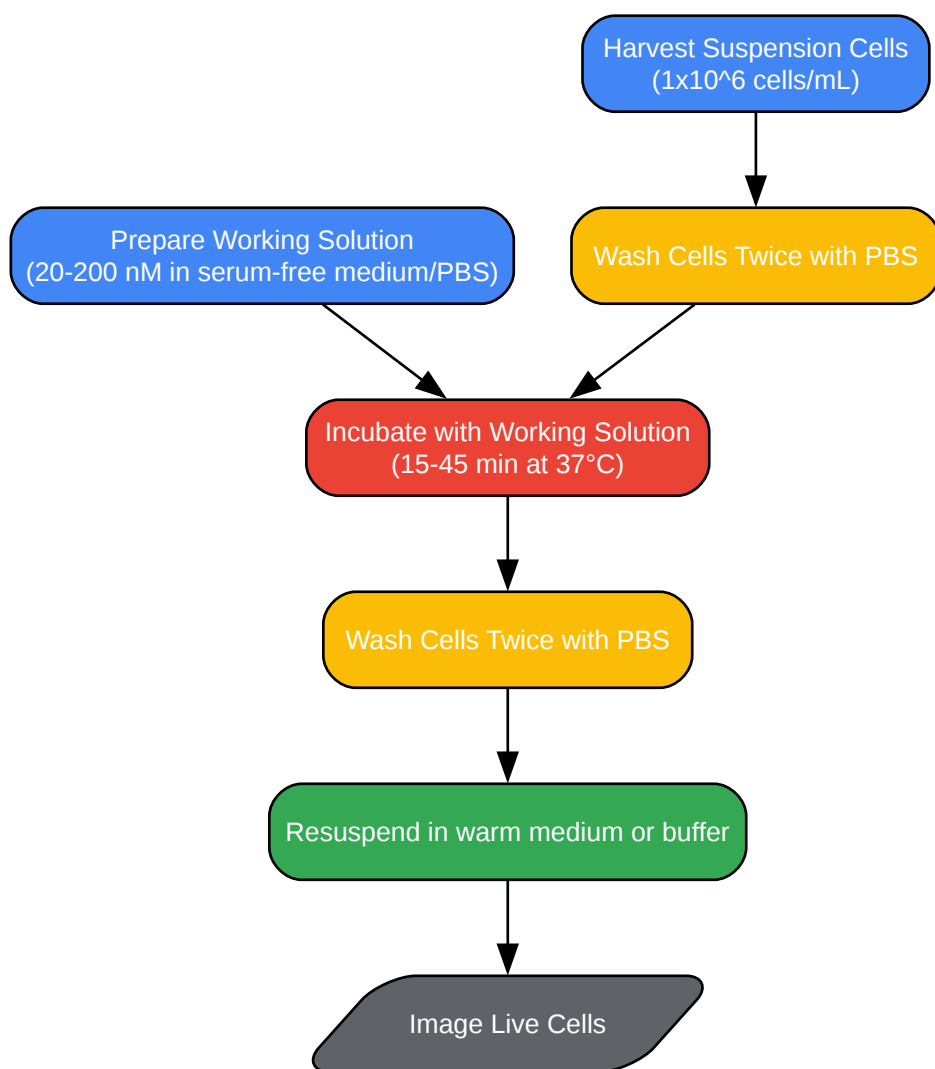 Harvest Suspension Cells
(1x10^6 cells/mL)
Prepare Working Solution
(20-200 nM in serum-free medium/PBS)
Wash Cells Twice with PBS
Incubate with Working Solution
(15-45 min at 37°C)
Wash Cells Twice with PBS
Resuspend in warm medium or buffer
Image Live Cells